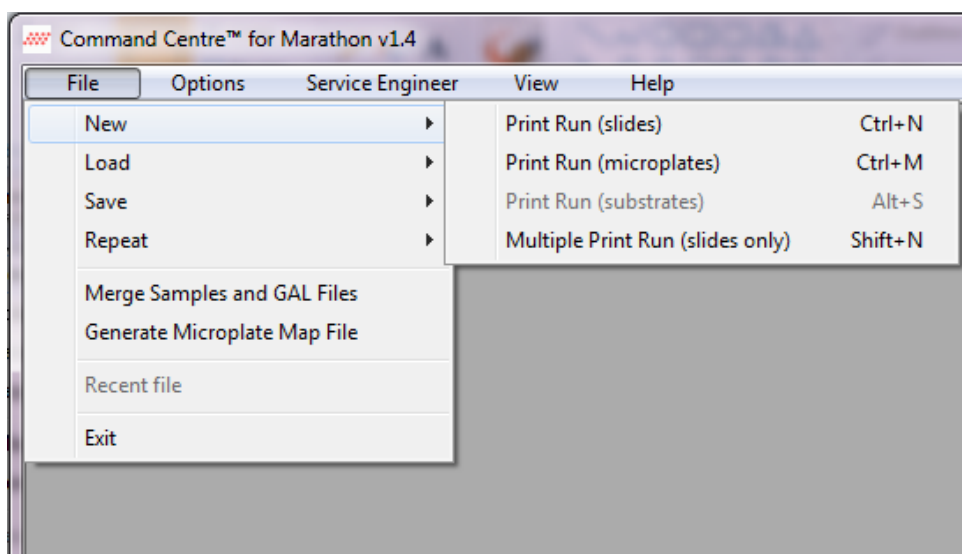 Command Centre™ for Marathon v1.4
File Options Service Engineer View Help
New
Load
Save
Repeat
Merge Samples and GAL Files
Generate Microplate Map File
Recent file
Exit
Print Run (slides) Ctrl+N
Print Run (microplates) Ctrl+M
Print Run (substrates) Alt+S
Multiple Print Run (slides only) Shift+N